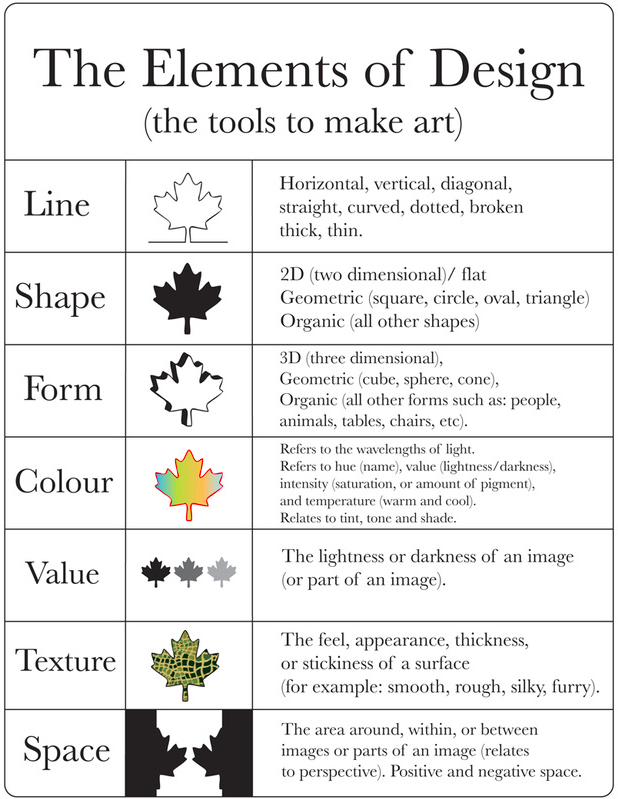 The Elements of Design
(the tools to make art)
Line
Horizontal, vertical, diagonal,
straight, curved, dotted, broken
thick, thin.
Shape
2D (two dimensional)/ flat
Geometric (square, circle, oval, triangle)
Organic (all other shapes)
Form
3D (three dimensional),
Geometric (cube, sphere, cone),
Organic (all other forms such as: people,
animals, tables, chairs, etc).
Colour
Refers to the wavelengths of light.
Refers to hue (name), value (lightness/darkness),
intensity (saturation, or amount of pigment),
and temperature (warm and cool).
Relates to tint, tone and shade.
Value
The lightness or darkness of an image
(or part of an image).
Texture
The feel, appearance, thickness,
or stickiness of a surface
(for example: smooth, rough, silky, furry).
Space
The area around, within, or between
images or parts of an image (relates
to perspective). Positive and negative space.